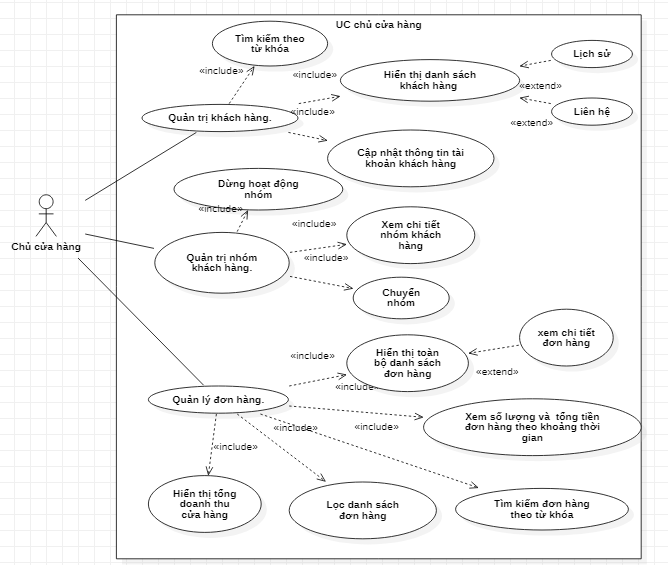 UC chủ cửa hàng
Tìm kiếm theo
từ khóa
«include»
«include»
Hiển thị danh sách
khách hàng
Lịch sử
«extend»
Liên hệ
«extend»
Quản trị khách hàng.
«include»
Cập nhật thông tin tài
khoản khách hàng
Dừng hoạt động
nhóm
«include»
«include»
Xem chi tiết
nhóm khách
hàng
Chủ cửa hàng
Quản trị nhóm
khách hàng.
«include»
Chuyển
nhóm
xem chi tiết
đơn hàng
«include»
Hiển thị toàn
bộ danh sách
đơn hàng
«extend»
«include»
Quản lý đơn hàng.
Xem số lượng và tổng tiền
đơn hàng theo khoảng thời
gian
«include»
«include»
«include»
Hiển thị tổng
doanh thu
cửa hàng
Lọc danh sách
đơn hàng
Tìm kiếm đơn hàng
theo từ khóa